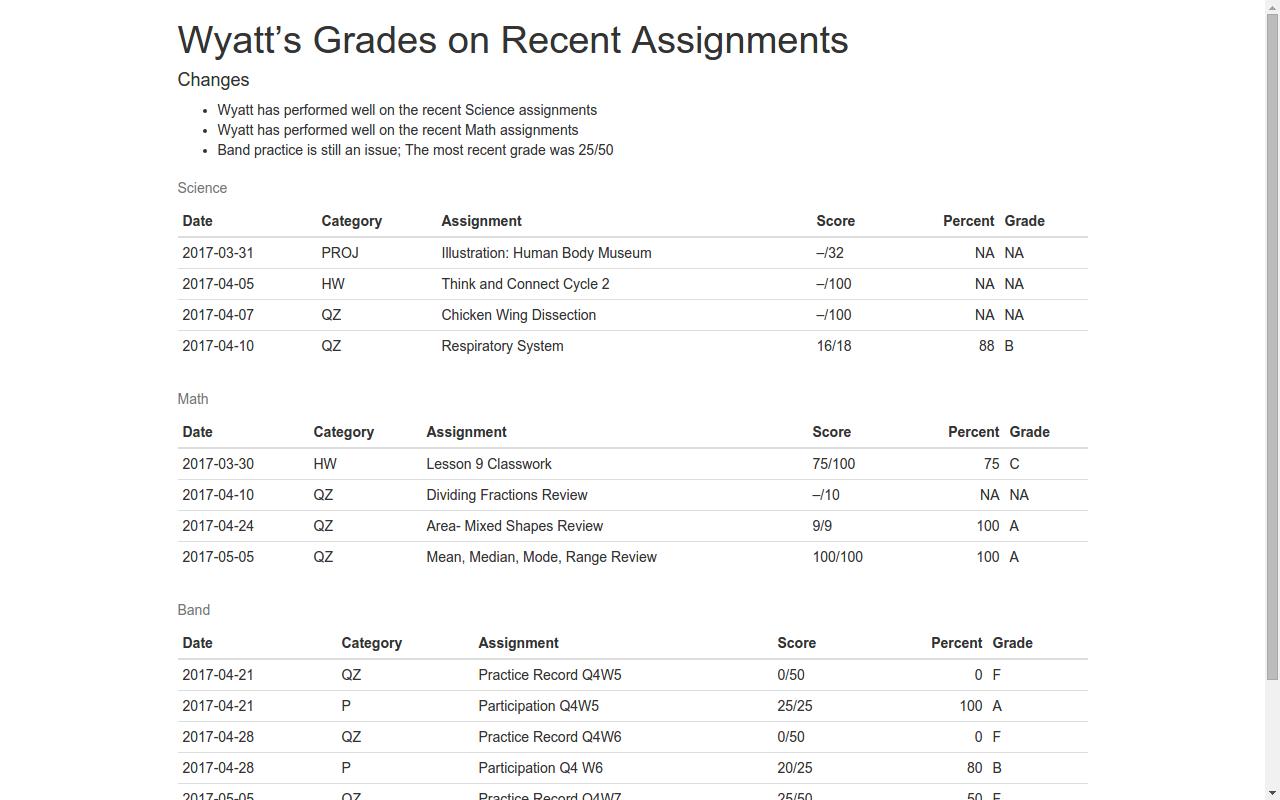 Wyatt’s Grades on Recent Assignments
Changes
• Wyatt has performed well on the recent Science assignments
• Wyatt has performed well on the recent Math assignments
• Band practice is still an issue; The most recent grade was 25/50
Science
Date Category Assignment Score Percent Grade
2017-03-31 PROJ Illustration: Human Body Museum –/32 NA NA
2017-04-05 HW Think and Connect Cycle 2 –/100 NA NA
2017-04-07 QZ Chicken Wing Dissection –/100 NA NA
2017-04-10 QZ Respiratory System 16/18 88 B
Math
Date Category Assignment Score Percent Grade
2017-03-30 HW Lesson 9 Classwork 75/100 75 C
2017-04-10 QZ Dividing Fractions Review –/10 NA NA
2017-04-24 QZ Area- Mixed Shapes Review 9/9 100 A
2017-05-05 QZ Mean, Median, Mode, Range Review 100/100 100 A
Band
Date Category Assignment Score Percent Grade
2017-04-21 QZ Practice Record Q4W5 0/50 0 F
2017-04-21 P Participation Q4W5 25/25 100 A
2017-04-28 QZ Practice Record Q4W6 0/50 0 F
2017-04-28 P Participation Q4 W6 20/25 80 B
2017-05-05 QZ Practice Record Q4W7 25/50 50 F